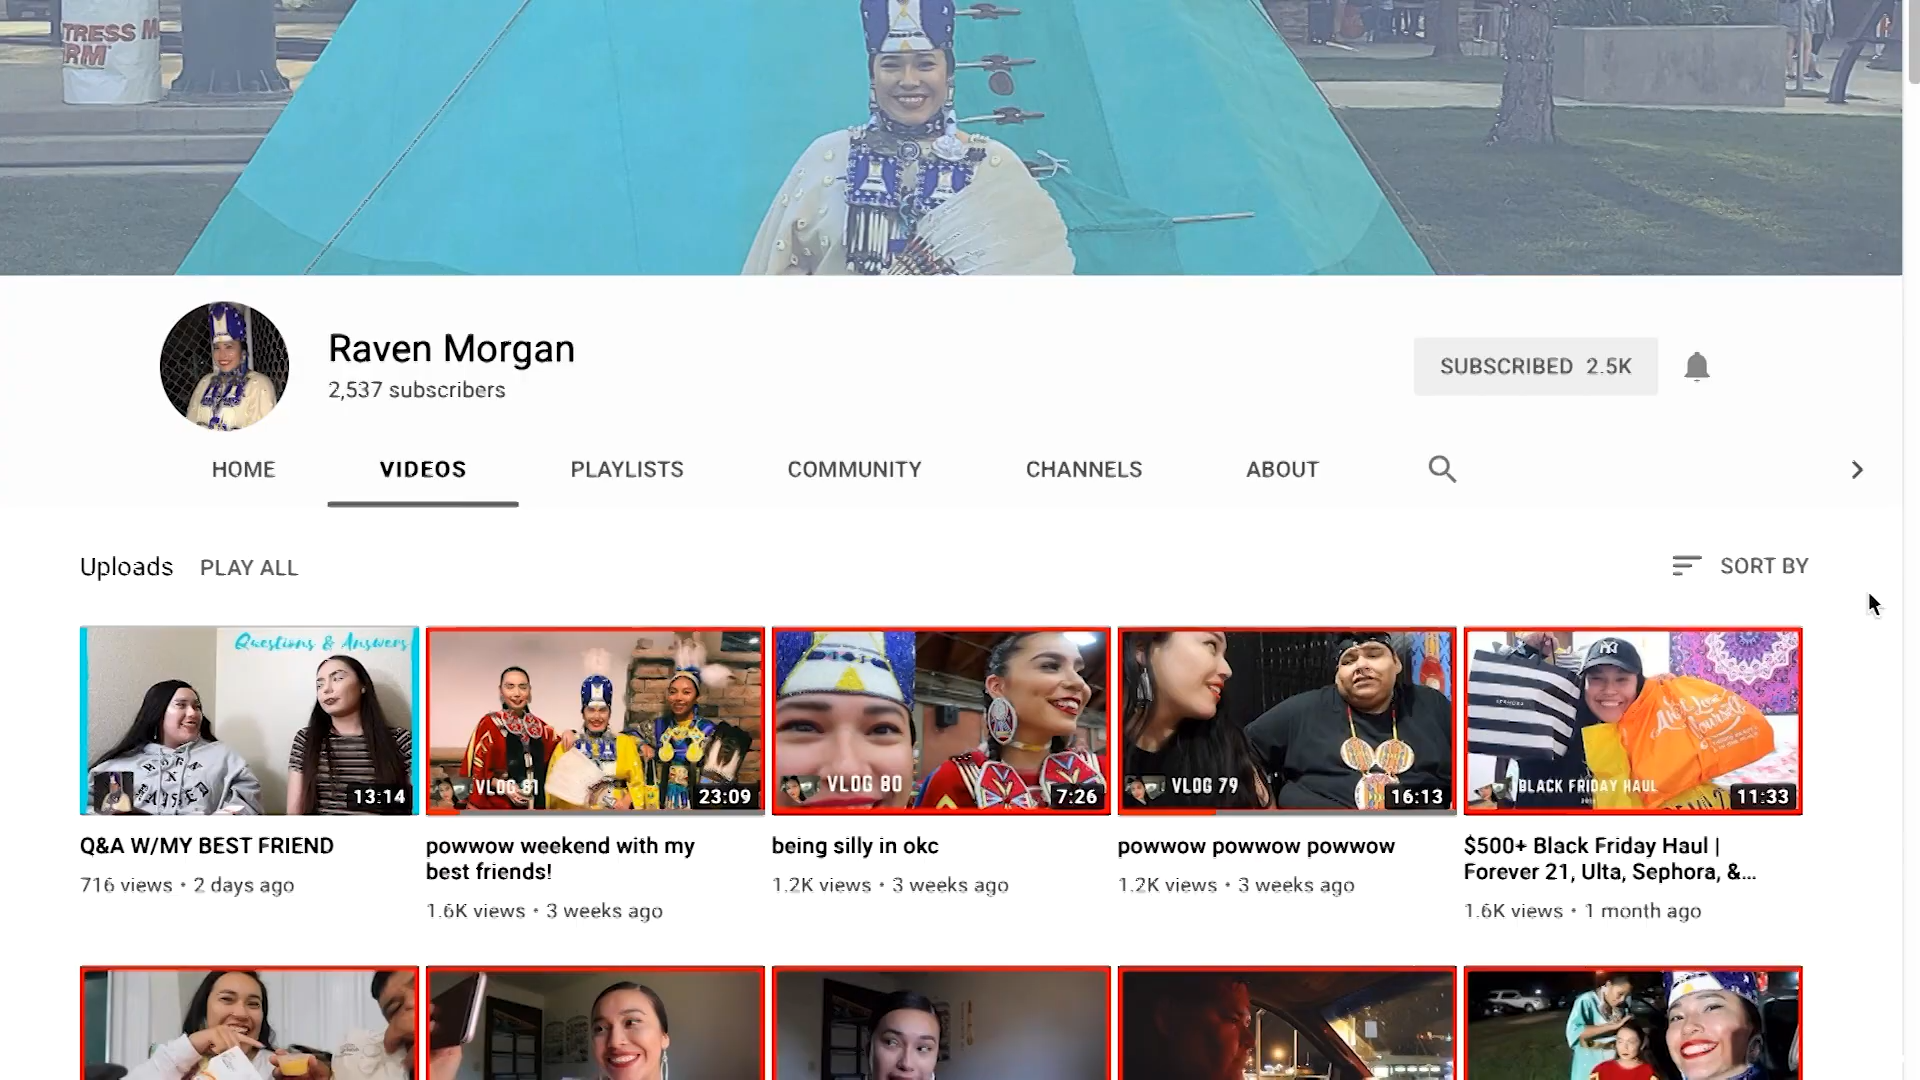 TRESS M
RM
Raven Morgan
2,537 subscribers
SUBSCRIBED 2.5K
HOME VIDEOS PLAYLISTS COMMUNITY CHANNELS ABOUT
Uploads PLAY ALL
SORT BY
Questions & Answers
BORN
X
RAISED
13:14
VLOG 81
23:09
VLOG 80
7:26
VLOG 79
16:13
SEPHORA
BLACK FRIDAY HAUL
11:33
Q&A W/MY BEST FRIEND
716 views • 2 days ago
powwow weekend with my
best friends!
1.6K views • 3 weeks ago
being silly in okc
1.2K views • 3 weeks ago
powwow powwow powwow
1.2K views • 3 weeks ago
$500+ Black Friday Haul |
Forever 21, Ulta, Sephora, &...
1.6K views • 1 month ago